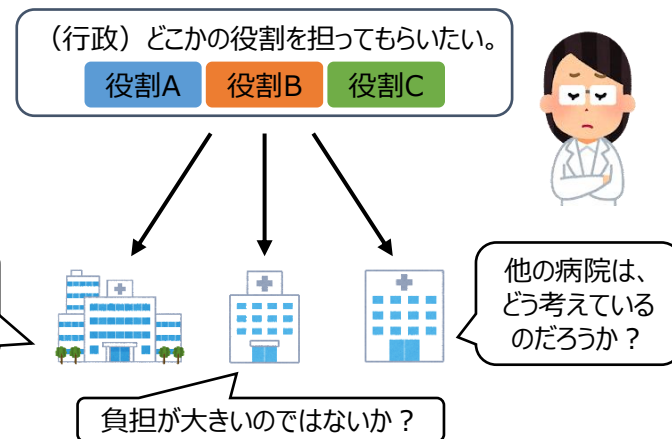 （行政）どこかの役割を担ってもらいたい。
役割A 役割B 役割C
他の病院は、
どう考えている
のだろうか？
負担が大きいのではないか？